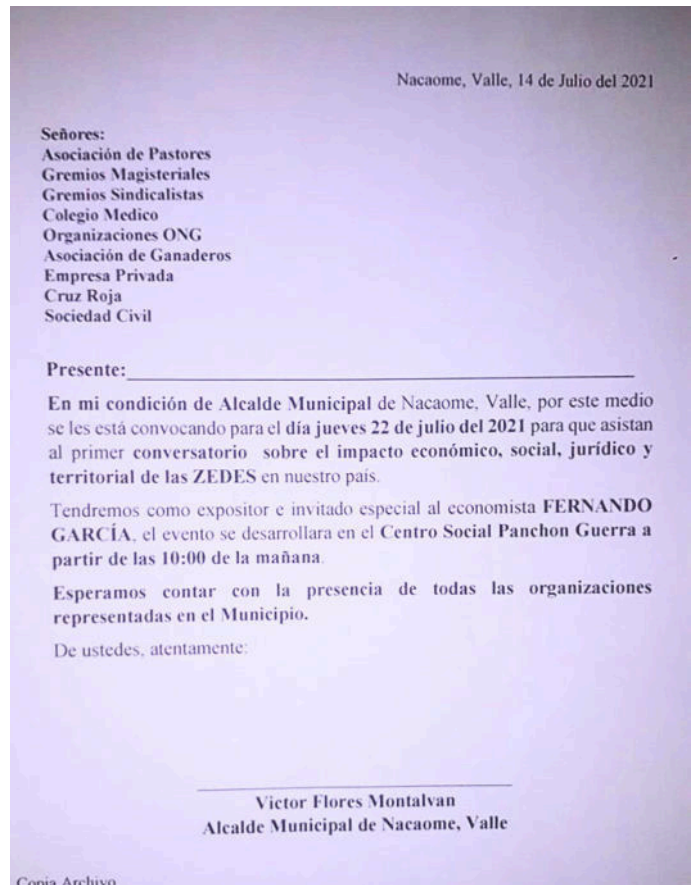 Nacaome, Valle, 14 de Julio del 2021
Señores:
Asociación de Pastores
Gremios Magisteriales
Gremios Sindicalistas
Colegio Medico
Organizaciones ONG
Asociación de Ganaderos
Empresa Privada
Cruz Roja
Sociedad Civil
Presente:
En mi condición de Alcalde Municipal de Nacaome, Valle, por este medio
se les está convocando para el día jueves 22 de julio del 2021 para que asistan
al primer conversatorio sobre el impacto económico, social, jurídico y
territorial de las ZEDES en nuestro país.
Tendremos como expositor e invitado especial al economista FERNANDO
GARCÍA, el evento se desarrollara en el Centro Social Panchon Guerra a
partir de las 10:00 de la mañana.
Esperamos contar con la presencia de todas las organizaciones
representadas en el Municipio.
De ustedes, atentamente:
Victor Flores Montalvan
Alcalde Municipal de Nacaome, Valle
Copia Archivo